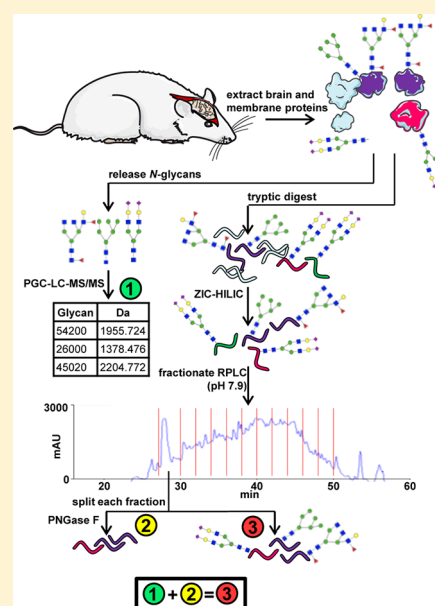 extract brain and
membrane proteins
release N-glycans
tryptic digest
PGC-LC-MS/MS
1
Glycan Da
54200 1955.724
26000 1378.476
45020 2204.772
ZIC-HILIC
fractionate RPLC
(pH 7.9)
3000
mAU
0
20 30 40 50 60
min
split each fraction
PNGase F
2
3
1 + 2 = 3